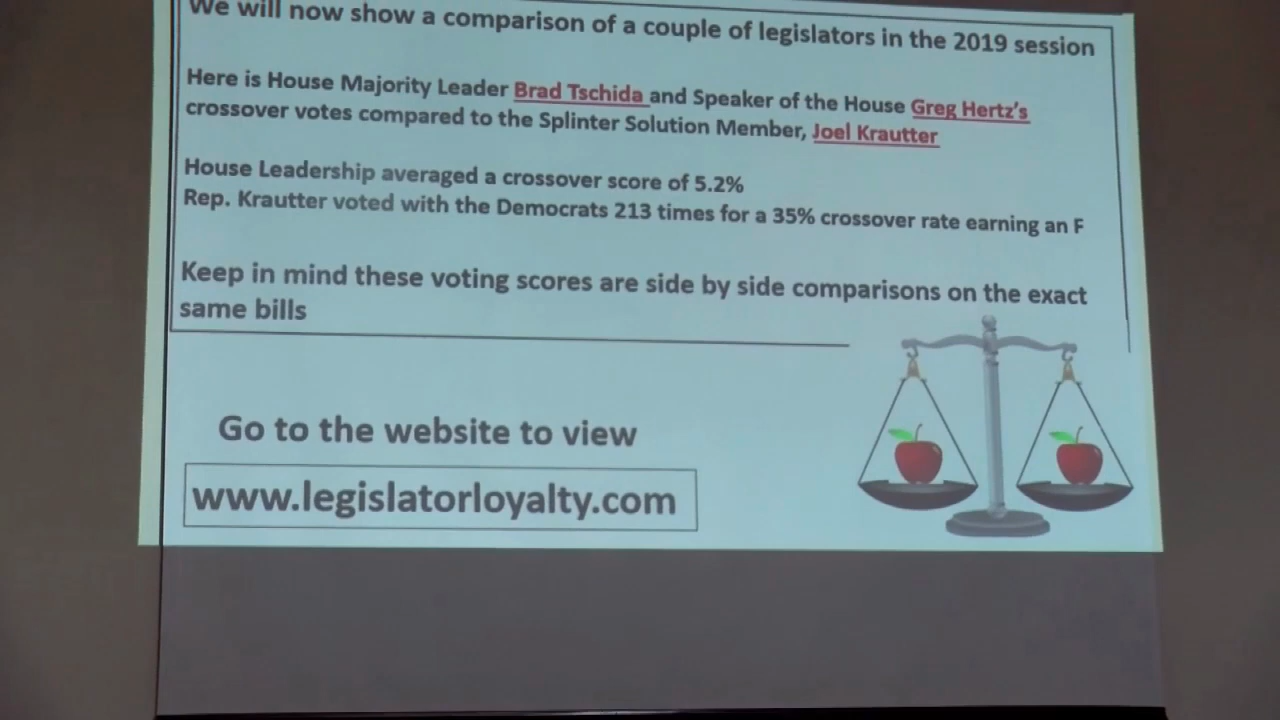 We will now show a comparison of a couple of legislators in the 2019 session
Here is House Majority Leader Brad Tschida and Speaker of the House Greg Hertz's
crossover votes compared to the Splinter Solution Member, Joel Krautter
House Leadership averaged a crossover score of 5.2%
Rep. Krautter voted with the Democrats 213 times for a 35% crossover rate earning an F
Keep in mind these voting scores are side by side comparisons on the exact
same bills
Go to the website to view
www.legislatorloyalty.com